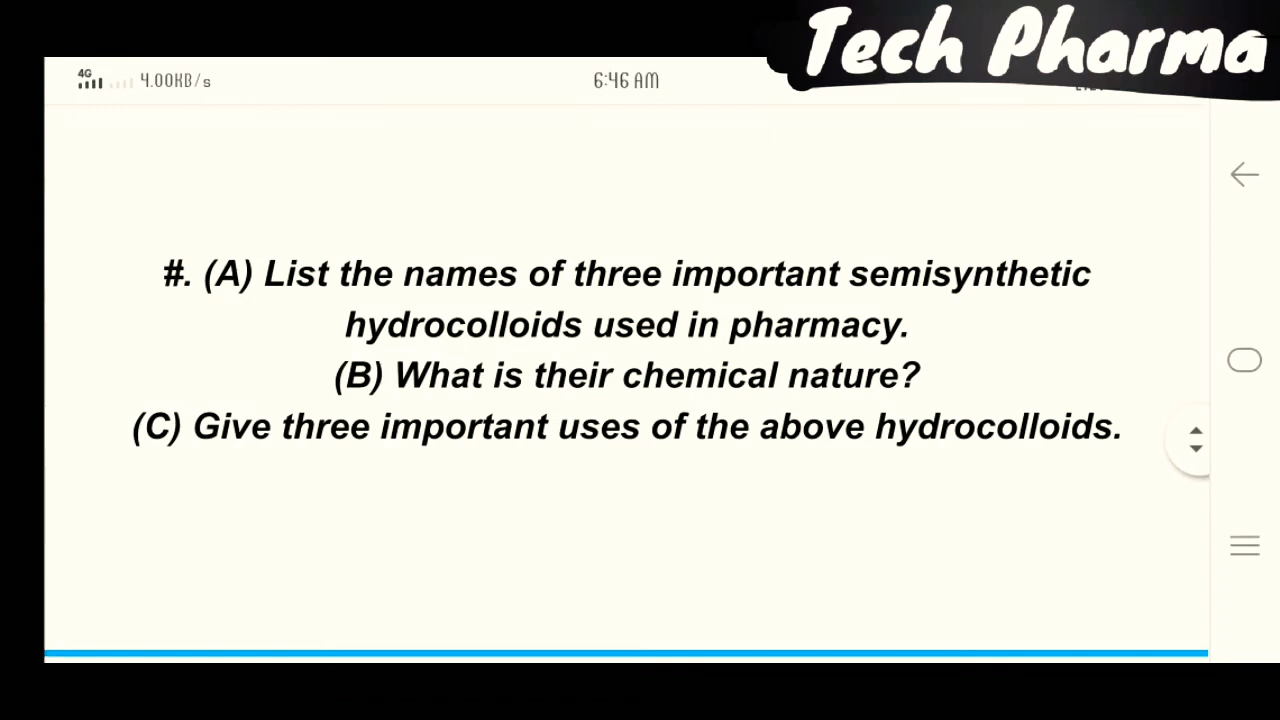 Tech Pharma
4G 4.00KB/s 6:46 AM
#. (A) List the names of three important semisynthetic
hydrocolloids used in pharmacy.
(B) What is their chemical nature?
(C) Give three important uses of the above hydrocolloids.